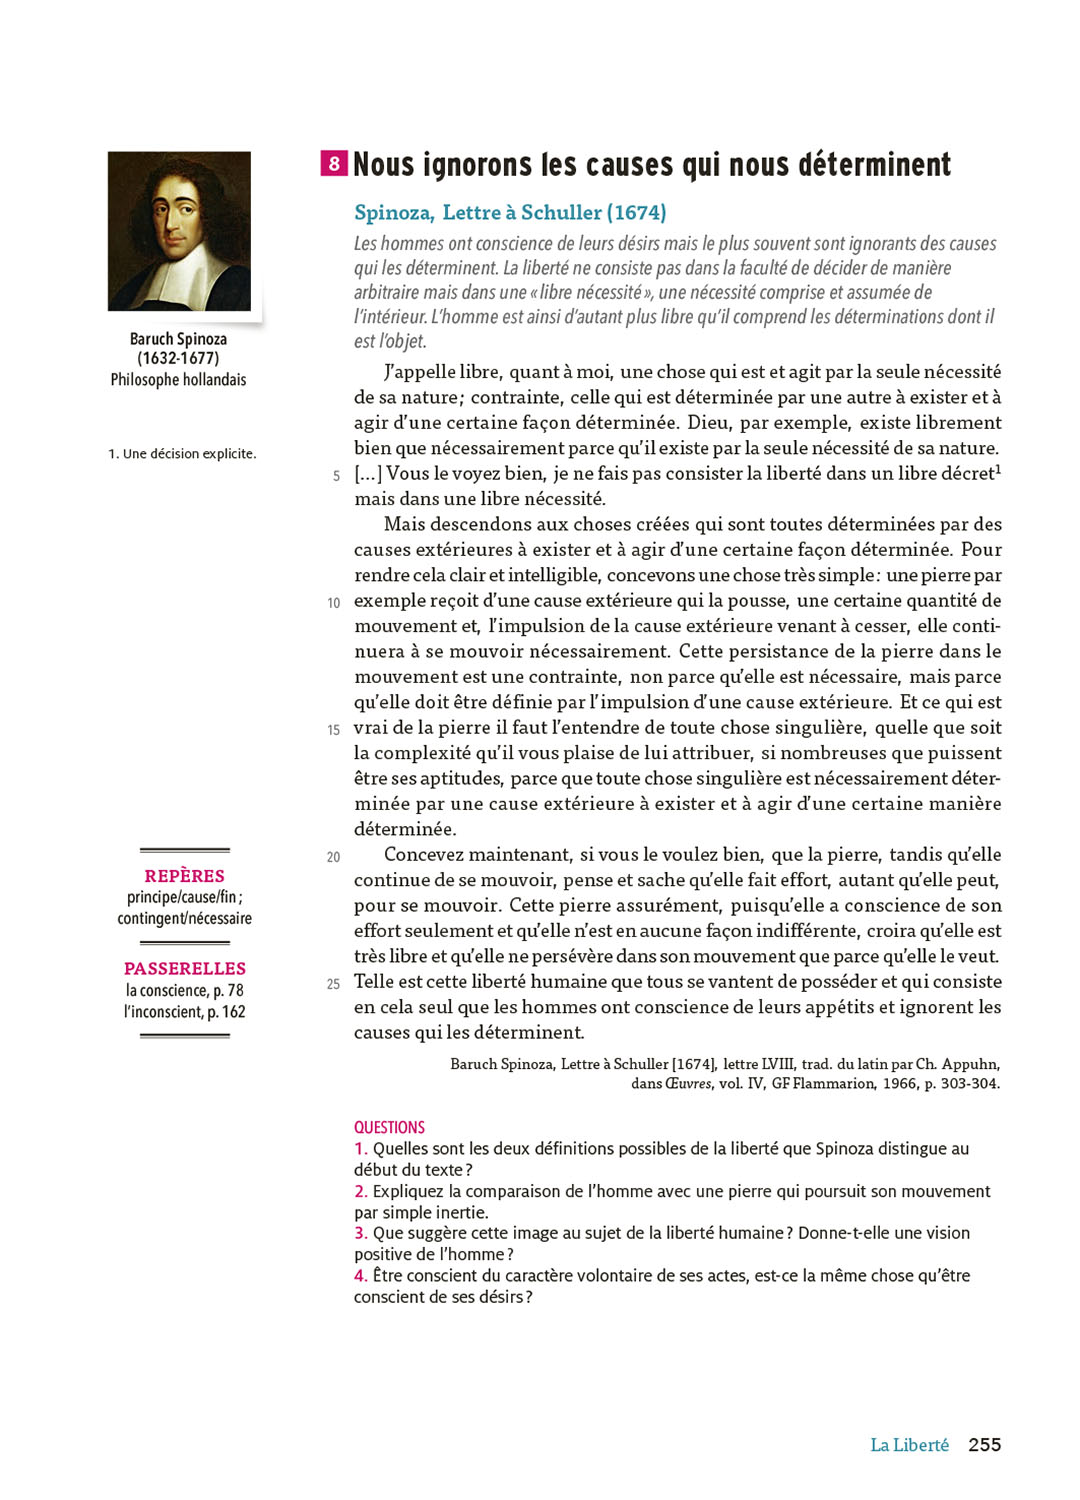 8 Nous ignorons les causes qui nous déterminent
Spinoza, Lettre à Schuller (1674)
Les hommes ont conscience de leurs désirs mais le plus souvent sont ignorants des causes
qui les déterminent. La liberté ne consiste pas dans la faculté de décider de manière
arbitraire mais dans une « libre nécessité », une nécessité comprise et assumée de
l'intérieur. L'homme est ainsi d'autant plus libre qu'il comprend les déterminations dont il
est l'objet.
Baruch Spinoza
(1632-1677)
Philosophe hollandais
J'appelle libre, quant à moi, une chose qui est et agit par la seule nécessité
de sa nature ; contrainte, celle qui est déterminée par une autre à exister et à
agir d'une certaine façon déterminée. Dieu, par exemple, existe librement
bien que nécessairement parce qu'il existe par la seule nécessité de sa nature.
5 [...] Vous le voyez bien, je ne fais pas consister la liberté dans un libre décret¹
mais dans une libre nécessité.
1. Une décision explicite.
Mais descendons aux choses créées qui sont toutes déterminées par des
causes extérieures à exister et à agir d'une certaine façon déterminée. Pour
rendre cela clair et intelligible, concevons une chose très simple : une pierre par
10 exemple reçoit d'une cause extérieure qui la pousse, une certaine quantité de
mouvement et, l'impulsion de la cause extérieure venant à cesser, elle conti-
nuera à se mouvoir nécessairement. Cette persistance de la pierre dans le
mouvement est une contrainte, non parce qu'elle est nécessaire, mais parce
qu'elle doit être définie par l'impulsion d'une cause extérieure. Et ce qui est
15 vrai de la pierre il faut l'entendre de toute chose singulière, quelle que soit
la complexité qu'il vous plaise de lui attribuer, si nombreuses que puissent
être ses aptitudes, parce que toute chose singulière est nécessairement déter-
minée par une cause extérieure à exister et à agir d'une certaine manière
déterminée.
20 Concevez maintenant, si vous le voulez bien, que la pierre, tandis qu'elle
continue de se mouvoir, pense et sache qu'elle fait effort, autant qu'elle peut,
pour se mouvoir. Cette pierre assurément, puisqu'elle a conscience de son
effort seulement et qu'elle n'est en aucune façon indifférente, croira qu'elle est
très libre et qu'elle ne persévère dans son mouvement que parce qu'elle le veut.
25 Telle est cette liberté humaine que tous se vantent de posséder et qui consiste
en cela seul que les hommes ont conscience de leurs appétits et ignorent les
causes qui les déterminent.
REPÈRES
principe/cause/fin ;
contingent/nécessaire
PASSERELLES
la conscience, p. 78
l'inconscient, p. 162
Baruch Spinoza, Lettre à Schuller [1674], lettre LVIII, trad. du latin par Ch. Appuhn,
dans Œuvres, vol. IV, GF Flammarion, 1966, p. 303-304.
QUESTIONS
1. Quelles sont les deux définitions possibles de la liberté que Spinoza distingue au
début du texte ?
2. Expliquez la comparaison de l'homme avec une pierre qui poursuit son mouvement
par simple inertie.
3. Que suggère cette image au sujet de la liberté humaine ? Donne-t-elle une vision
positive de l'homme ?
4. Être conscient du caractère volontaire de ses actes, est-ce la même chose qu'être
conscient de ses désirs ?
La Liberté 255